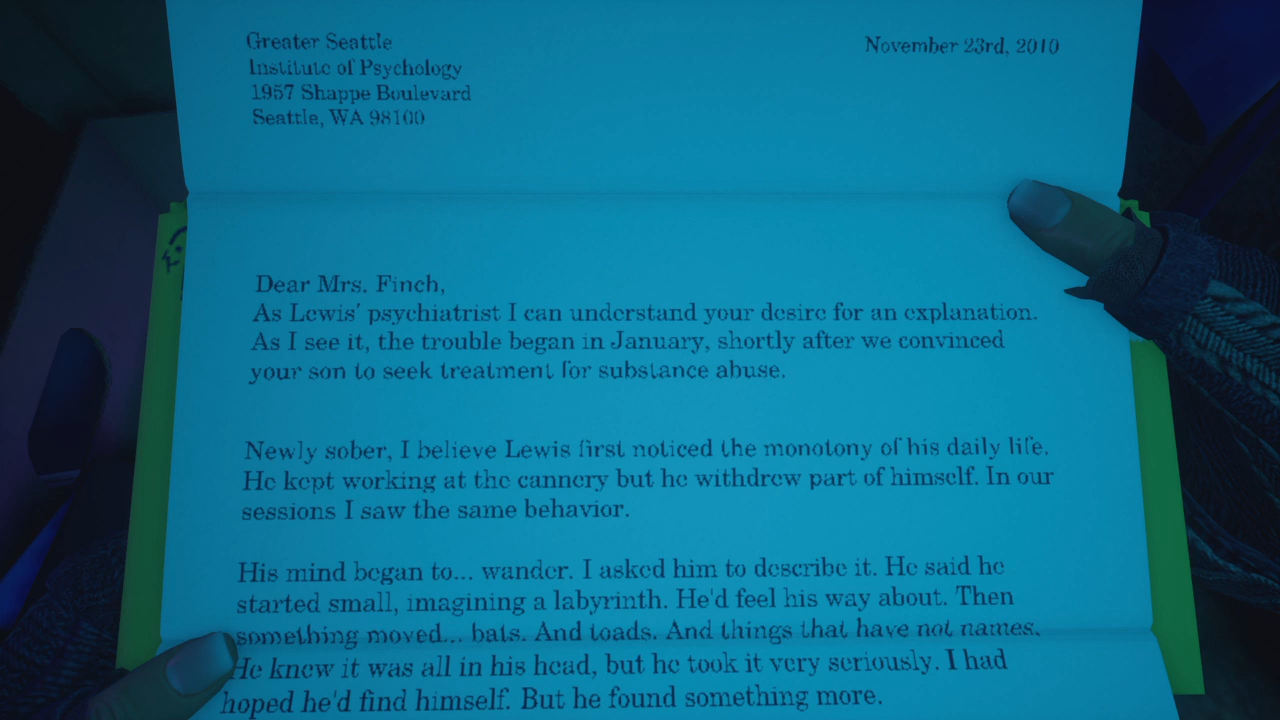 Greater Seattle
Institute of Psychology
1957 Shappe Boulevard
Seattle, WA 98100
November 23rd, 2010
Dear Mrs. Finch,
As Lewis' psychiatrist I can understand your desire for an explanation.
As I see it, the trouble began in January, shortly after we convinced
your son to seek treatment for substance abuse.
Newly sober, I believe Lewis first noticed the monotony of his daily life.
He kept working at the cannery but he withdrew part of himself. In our
sessions I saw the same behavior.
His mind began to... wander. I asked him to describe it. He said he
started small, imagining a labyrinth. He'd feel his way about. Then
something moved... bats. And toads. And things that have not names.
He knew it was all in his head, but he took it very seriously. I had
hoped he'd find himself. But he found something more.